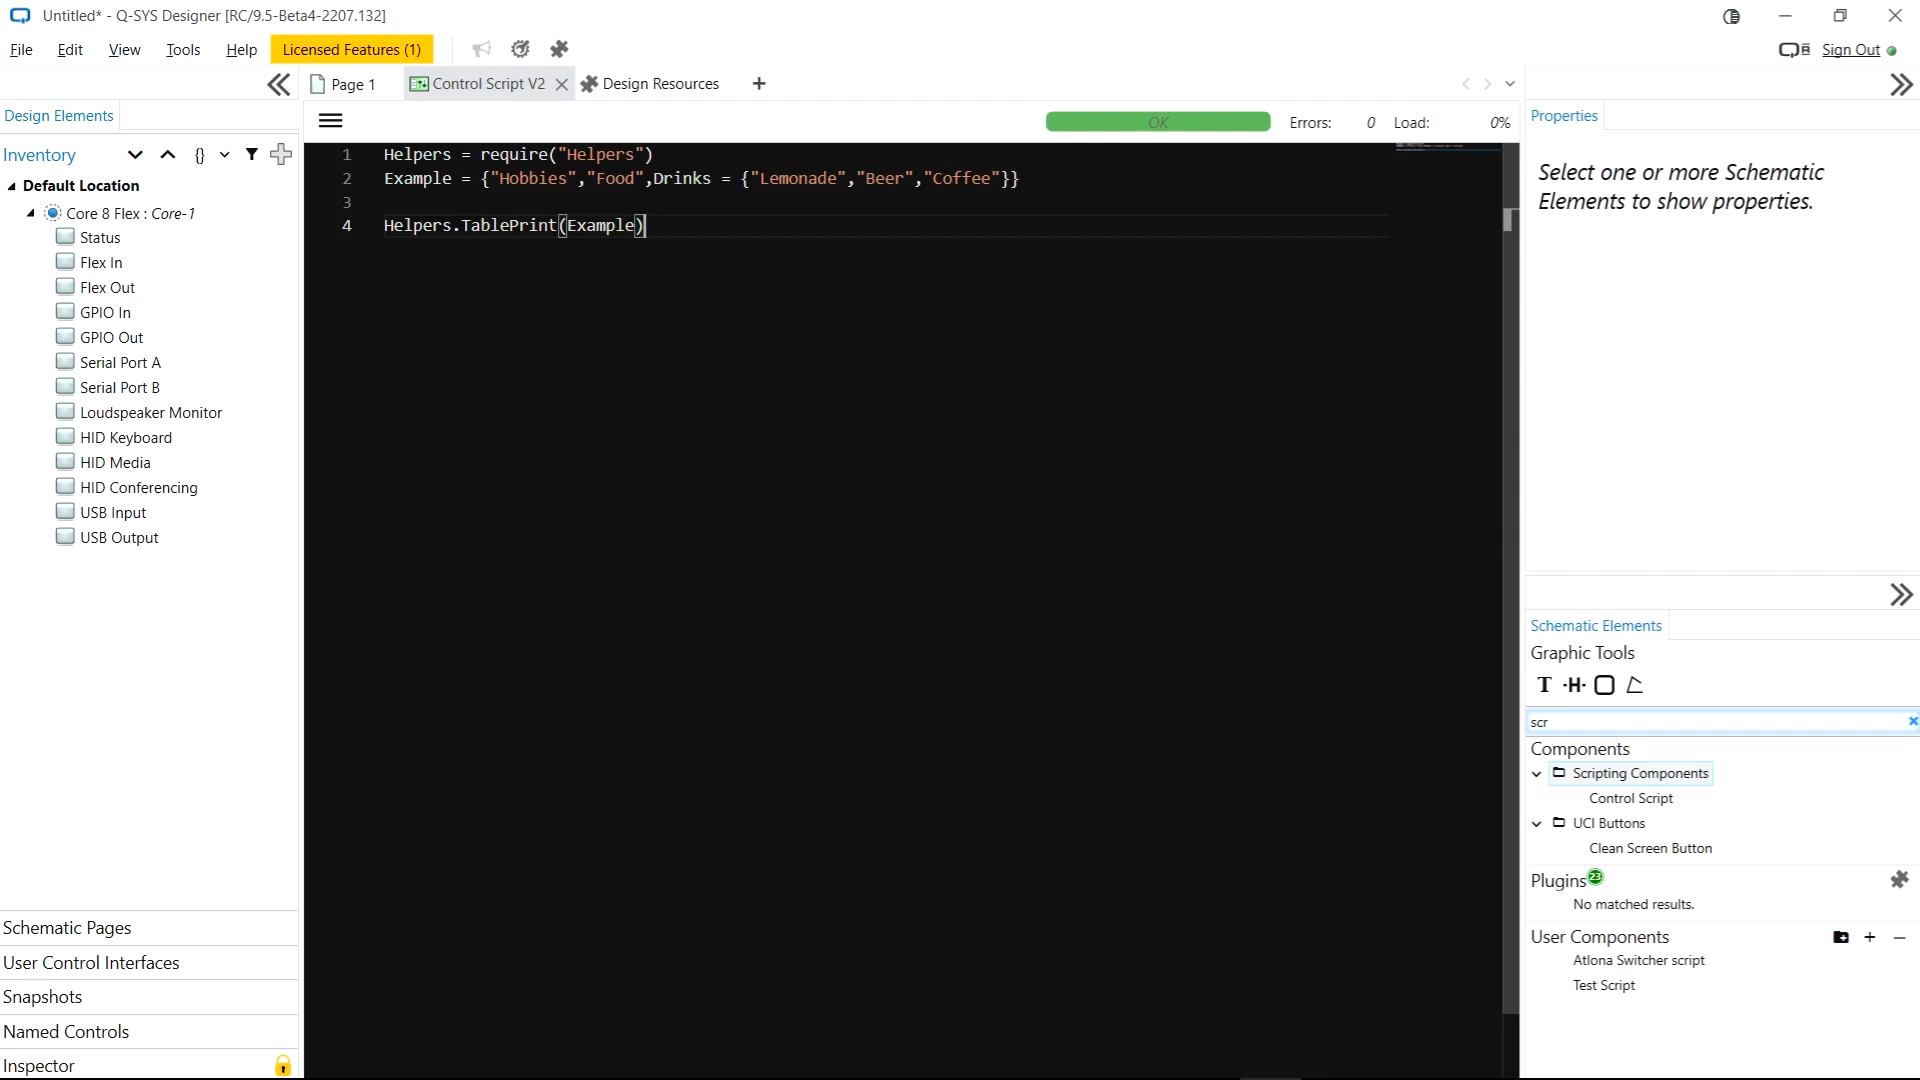 Untitled* - Q-SYS Designer [RC/9.5-Beta4-2207.132]
File Edit View Tools Help Licensed Features (1) Sign Out
Page 1 Control Script V2 Design Resources
Design Elements
Properties
OK Errors: 0 Load: 0%
Inventory {}
Default Location
Core 8 Flex : Core-1
Status
Flex In
Flex Out
GPIO In
GPIO Out
Serial Port A
Serial Port B
Loudspeaker Monitor
HID Keyboard
HID Media
HID Conferencing
USB Input
USB Output
Schematic Pages
User Control Interfaces
Snapshots
Named Controls
Inspector
1 Helpers = require("Helpers")
2 Example = {"Hobbies","Food",Drinks = {"Lemonade","Beer","Coffee"}}
3
4 Helpers.TablePrint(Example)
Select one or more Schematic
Elements to show properties.
Schematic Elements
Graphic Tools
T ·H·
scr
Components
Scripting Components
Control Script
UCI Buttons
Clean Screen Button
Plugins 23
No matched results.
User Components
Atlona Switcher script
Test Script